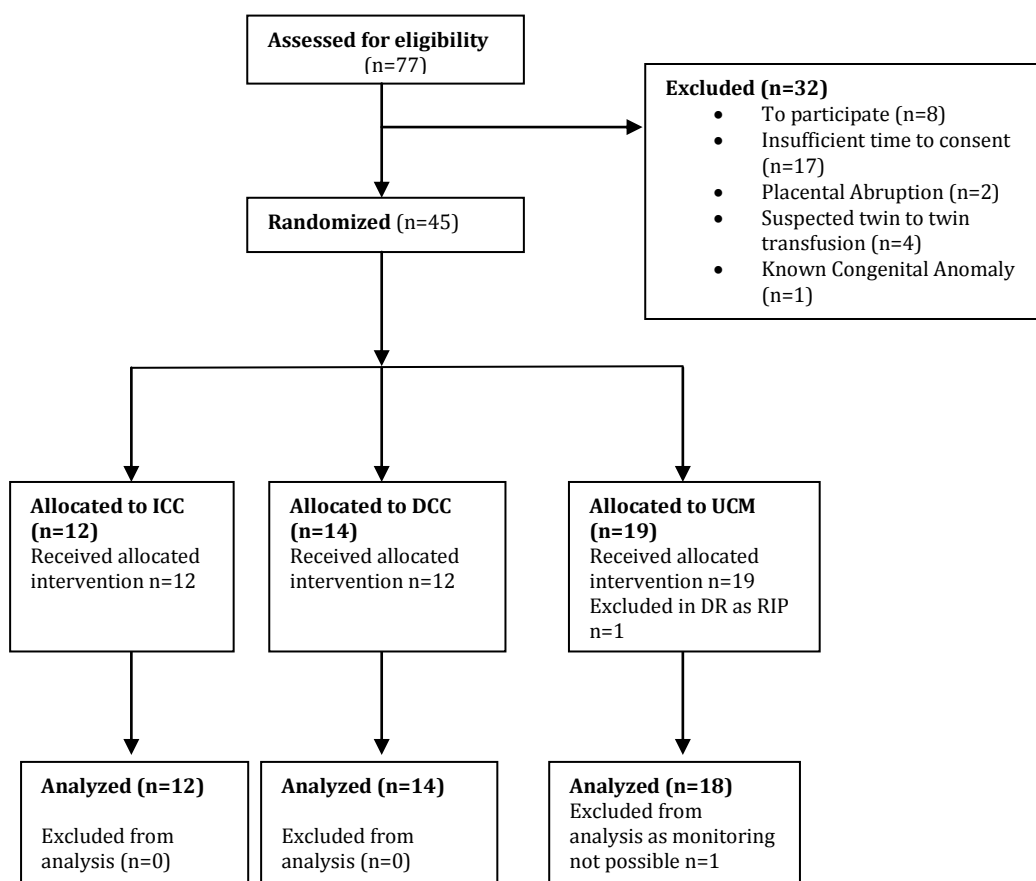 Assessed for eligibility
(n=77)
Excluded (n=32)
• To participate (n=8)
• Insufficient time to consent
(n=17)
• Placental Abruption (n=2)
• Suspected twin to twin
transfusion (n=4)
• Known Congenital Anomaly
(n=1)
Randomized (n=45)
Allocated to ICC
(n=12)
Received allocated
intervention n=12
Allocated to DCC
(n=14)
Received allocated
intervention n=12
Allocated to UCM
(n=19)
Received allocated
intervention n=19
Excluded in DR as RIP
n=1
Analyzed (n=12)
Excluded from
analysis (n=0)
Analyzed (n=14)
Excluded from
analysis (n=0)
Analyzed (n=18)
Excluded from
analysis as monitoring
not possible n=1